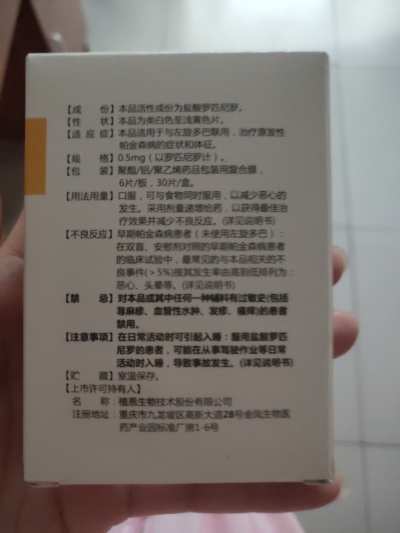 【成　　份】本品活性成份为盐酸罗匹尼罗。
【性　　状】本品为类白色至浅黄色片。
【适 应 症】本品适用于与左旋多巴联用，治疗原发性
帕金森病的症状和体征。
【规　　格】0.5mg（以罗匹尼罗计）。
【包　　装】聚酯/铝/聚乙烯药品包装用复合膜，
6片/板，30片/盒。
【用法用量】口服，可与食物同时服用，以减少恶心的
发生。采用剂量递增给药，以获得最佳治
疗效果并减少不良反应。(详见说明书)
【不良反应】早期帕金森病患者（未使用左旋多巴）：
在双盲、安慰剂对照的早期帕金森病患者
的临床试验中，最常见的与本品相关的不
良事件(＞5%)按其发生率由高到低排列为：
恶心、头晕等。(详见说明书)
【禁　　忌】对本品或其中任何一种辅料有过敏史(包括
荨麻疹、血管性水肿、皮疹、瘙痒)的患者
禁用。
【注意事项】在日常活动时可引起入睡：服用盐酸罗匹
尼罗的患者，可能在从事驾驶作业等日常
活动时入睡，导致事故发生。(详见说明书)
【贮　　藏】室温保存。
【上市许可持有人】
名　　称：植恩生物技术股份有限公司
注册地址：重庆市九龙坡区高新大道28号金凤生物医
药产业园标准厂房1-6号